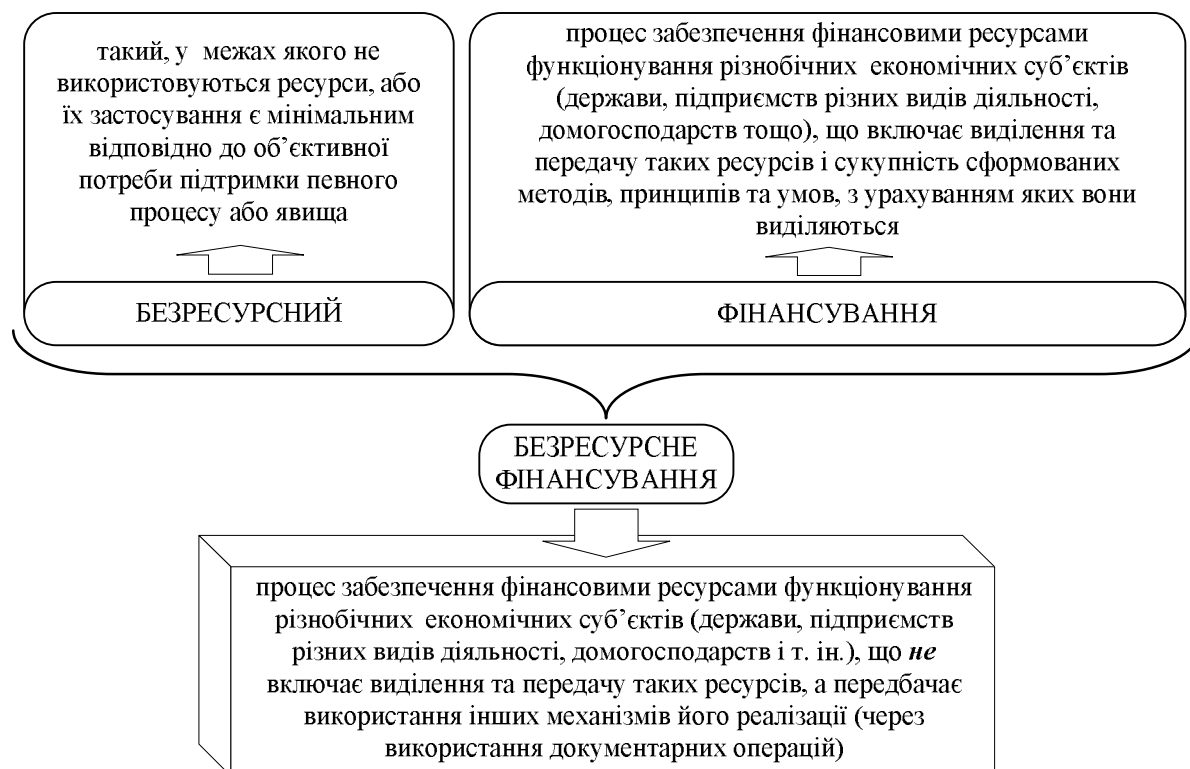 такий, у межах якого не
використовуються ресурси, або
їх застосування є мінімальним
відповідно до об’єктивної
потреби підтримки певного
процесу або явища
БЕЗРЕСУРСНИЙ
процес забезпечення фінансовими ресурсами
функціонування різнобічних економічних суб’єктів
(держави, підприємств різних видів діяльності,
домогосподарств тощо), що включає виділення та
передачу таких ресурсів і сукупність сформованих
методів, принципів та умов, з урахуванням яких вони
виділяються
ФІНАНСУВАННЯ
БЕЗРЕСУРСНЕ
ФІНАНСУВАННЯ
процес забезпечення фінансовими ресурсами функціонування
різнобічних економічних суб’єктів (держави, підприємств
різних видів діяльності, домогосподарств і т. ін.), що не
включає виділення та передачу таких ресурсів, а передбачає
використання інших механізмів його реалізації (через
використання документарних операцій)